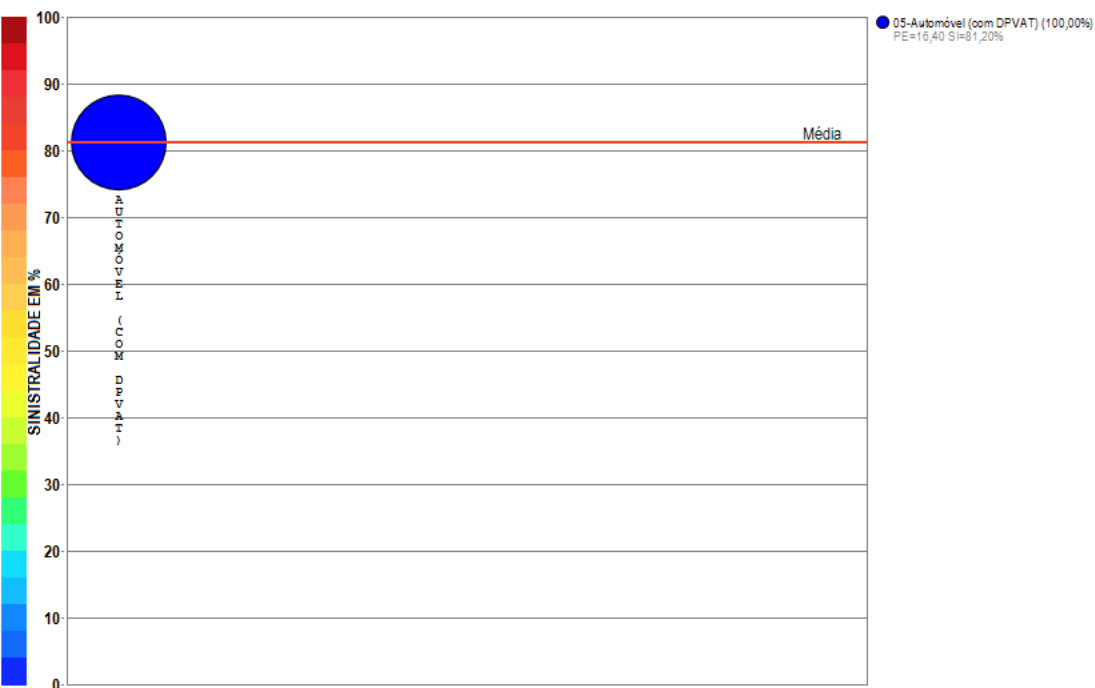 100
90
80
70
60
50
40
30
20
10
0
SINISTRALIDADE EM %
Média
AUTOMÓVEL (COM DPVAT)
05-Automóvel (com DPVAT) (100,00%)
PE=16,40 SI=81,20%